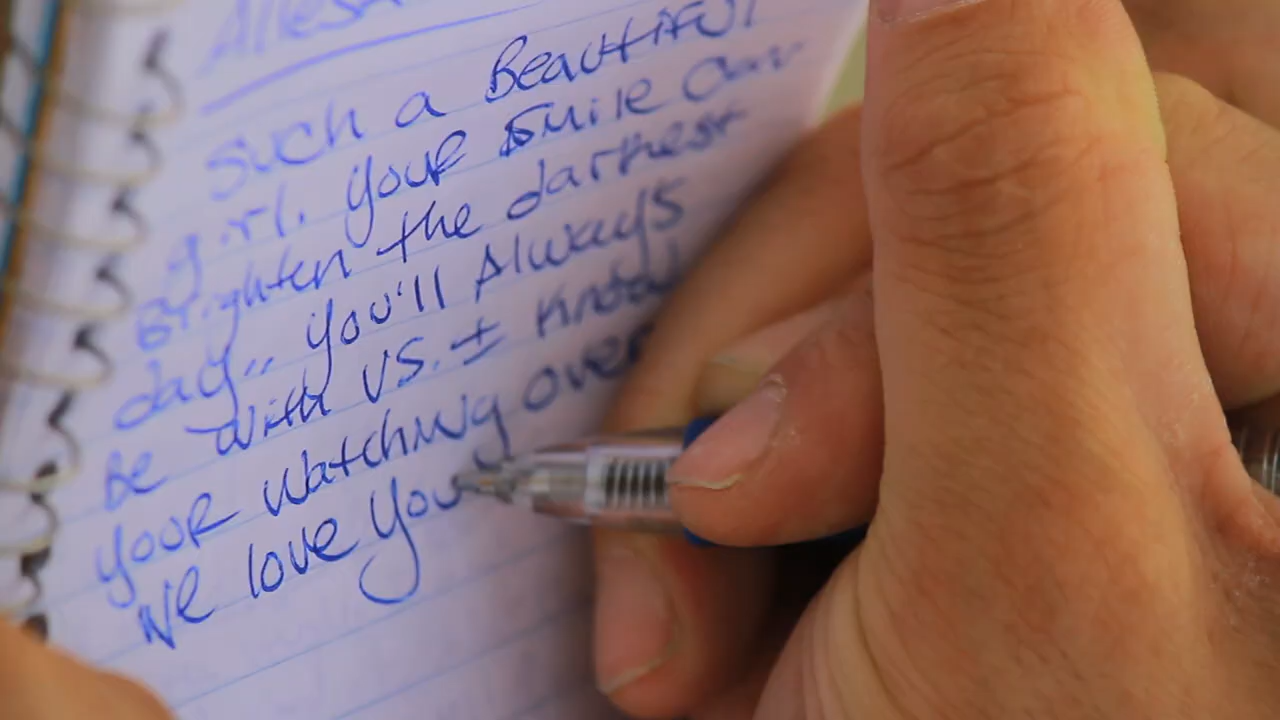 Such a Beautiful
girl. Your Smile Can
Brighten the darkest
day.. You'll Always
Be with US. I Know
your Watching over
We love You